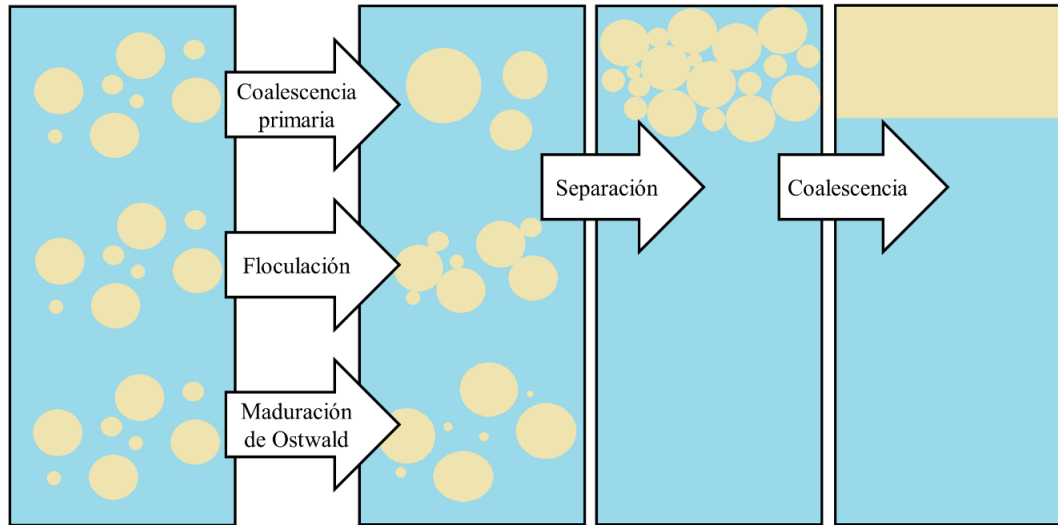 Coalescencia
primaria
Floculación
Maduración
de Ostwald
Separación
Coalescencia